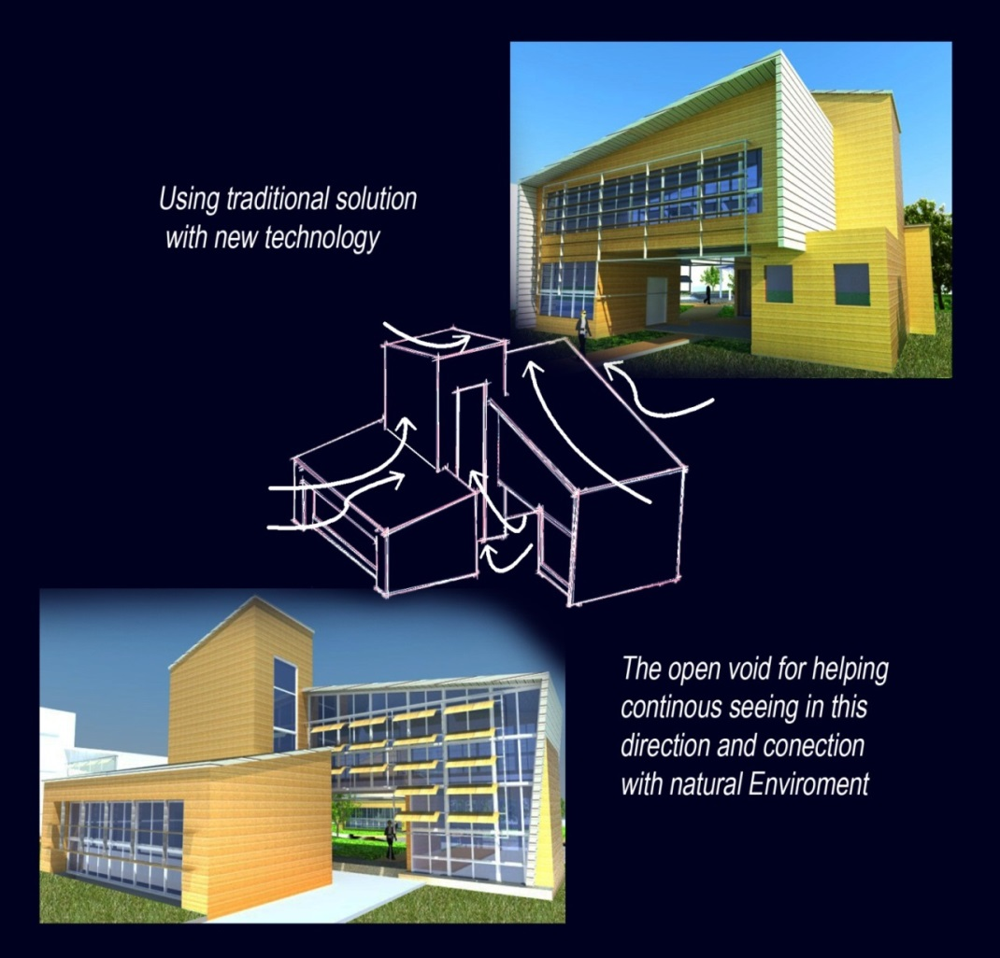 Using traditional solution
with new technology
The open void for helping
continous seeing in this
direction and conection
with natural Enviroment